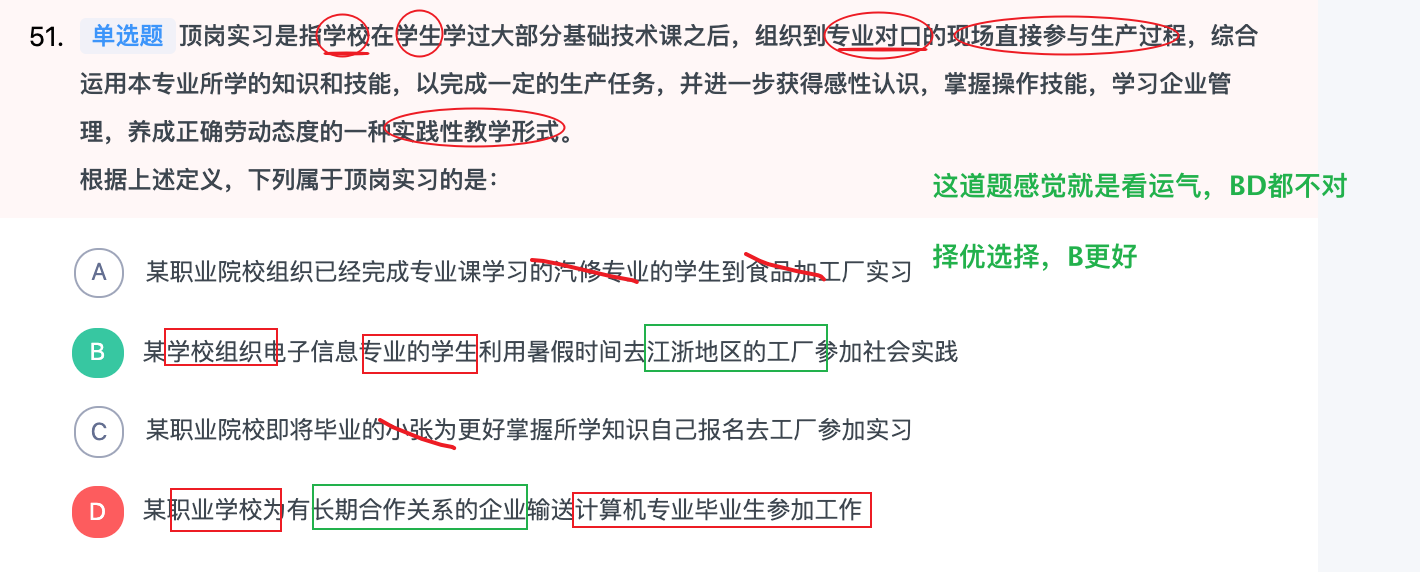 51. 单选题 顶岗实习是指学校在学生学过大部分基础技术课之后，组织到专业对口的现场直接参与生产过程，综合
运用本专业所学的知识和技能，以完成一定的生产任务，并进一步获得感性认识，掌握操作技能，学习企业管
理，养成正确劳动态度的一种实践性教学形式。
根据上述定义，下列属于顶岗实习的是：
这道题感觉就是看运气，BD都不对
择优选择，B更好
A 某职业院校组织已经完成专业课学习的汽修专业的学生到食品加工厂实习
B 某学校组织电子信息专业的学生利用暑假时间去江浙地区的工厂参加社会实践
C 某职业院校即将毕业的小张为更好掌握所学知识自己报名去工厂参加实习
D 某职业学校为有长期合作关系的企业输送计算机专业毕业生参加工作